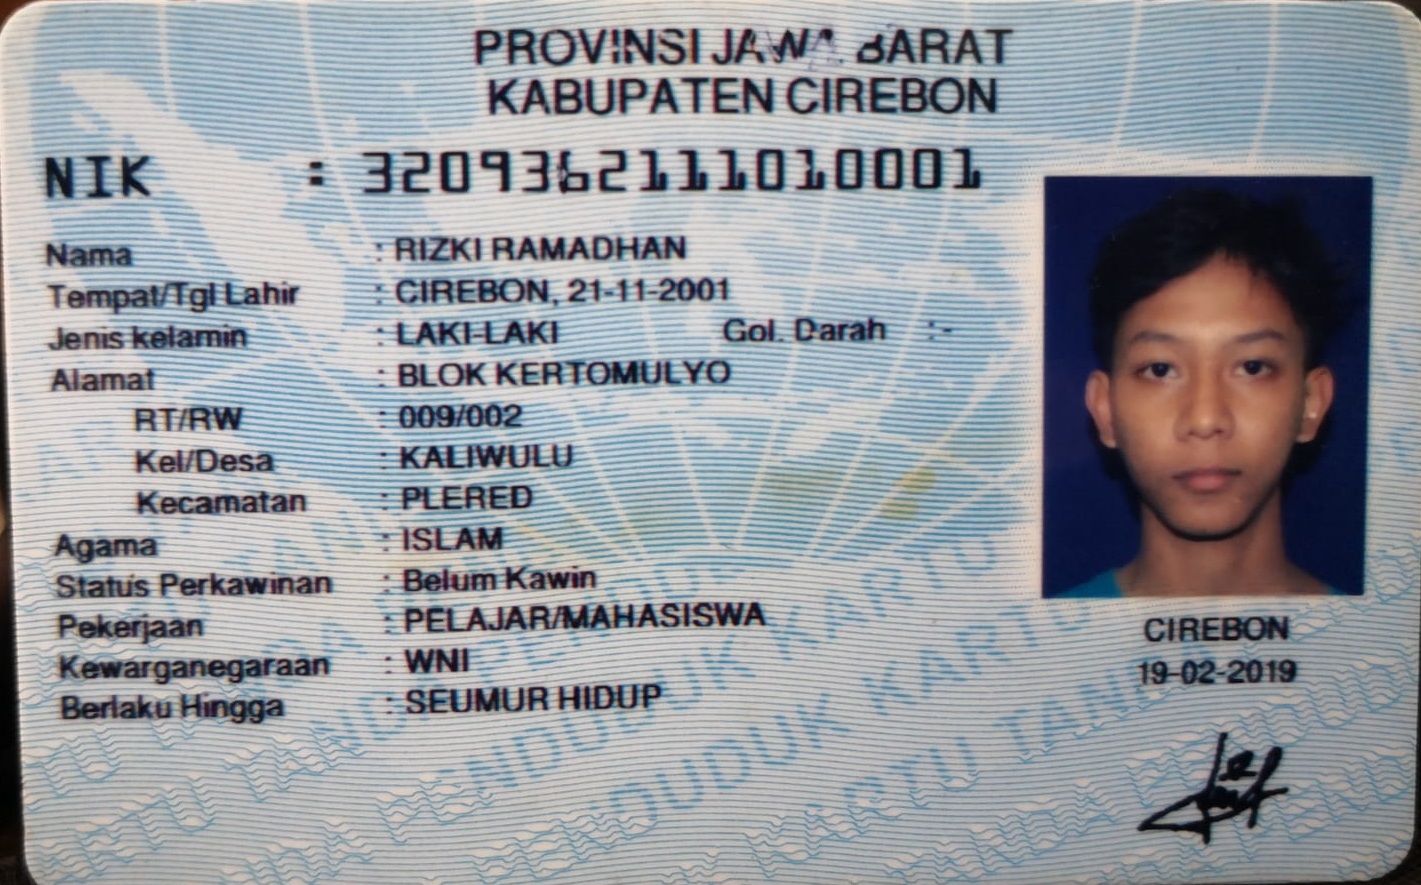 PROVINSI JAWA BARAT
KABUPATEN CIREBON
NIK : 3209362111010001
Nama : RIZKI RAMADHAN
Tempat/Tgl Lahir : CIREBON, 21-11-2001
Jenis kelamin : LAKI-LAKI Gol. Darah : -
Alamat : BLOK KERTOMULYO
RT/RW : 009/002
Kel/Desa : KALIWULU
Kecamatan : PLERED
Agama : ISLAM
Status Perkawinan : Belum Kawin
Pekerjaan : PELAJAR/MAHASISWA
Kewarganegaraan : WNI
Berlaku Hingga : SEUMUR HIDUP
CIREBON
19-02-2019